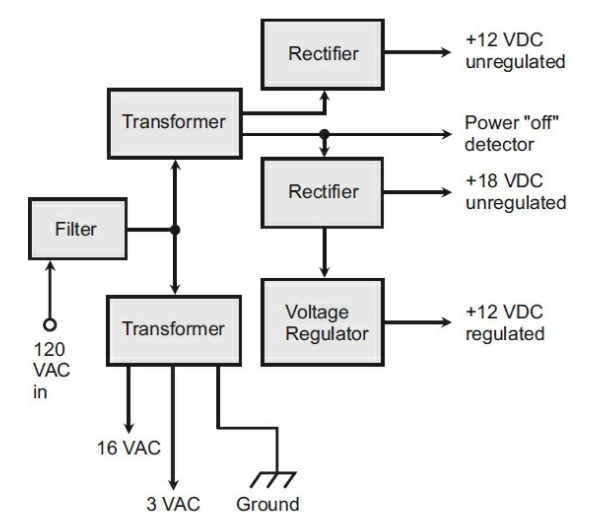 Rectifier
+12 VDC
unregulated
Transformer
Power "off"
detector
Rectifier
+18 VDC
unregulated
Filter
Transformer
Voltage
Regulator
+12 VDC
regulated
120
VAC
in
16 VAC
3 VAC
Ground